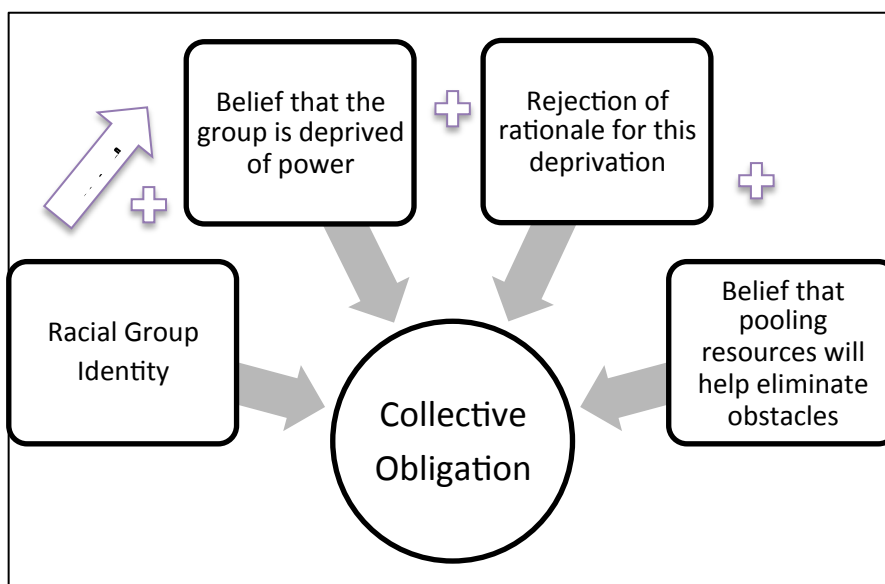 Belief that the
group is deprived
of power
Rejection of
rationale for this
deprivation
Racial Group
Identity
Belief that
pooling
resources will
help eliminate
obstacles
Collective
Obligation